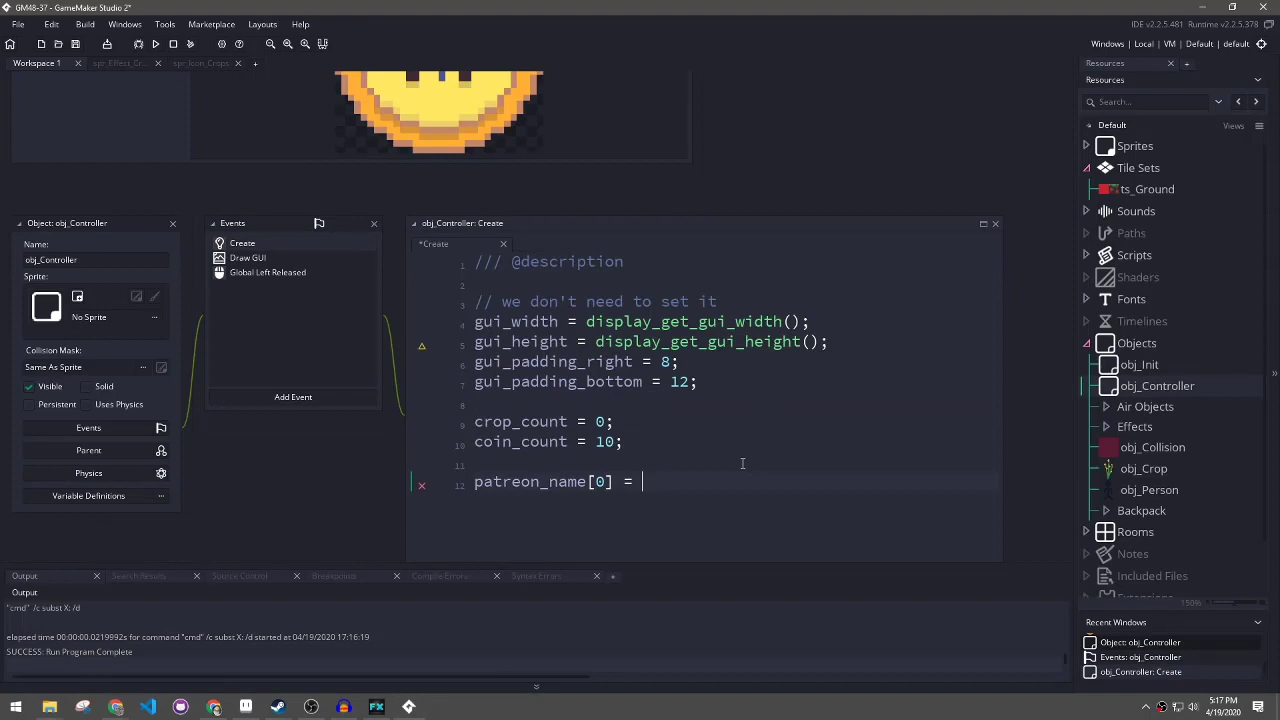 GM48-37 - GameMaker Studio 2*
File Edit Build Windows Tools Marketplace Layouts Help
IDE v2.2.5.481 Runtime v2.2.5.378
Windows | Local | VM | Default | default
Workspace 1 spr_Effect_Cr... spr_Icon_Crops
Resources
Resources
Search...
Default Views
Sprites
Tile Sets
ts_Ground
Sounds
Paths
Scripts
Shaders
Fonts
Timelines
Objects
obj_Init
obj_Controller
Air Objects
Effects
obj_Collision
obj_Crop
obj_Person
Backpack
Rooms
Notes
Included Files
Extensions
150%
Recent Windows
Object: obj_Controller
Events: obj_Controller
obj_Controller: Create
Object: obj_Controller
Name:
obj_Controller
Sprite:
No Sprite
Collision Mask:
Same As Sprite
Visible Solid
Persistent Uses Physics
Events
Parent
Physics
Variable Definitions
Events
Create
Draw GUI
Global Left Released
Add Event
obj_Controller: Create
*Create
1 /// @description
2
3 // we don't need to set it
4 gui_width = display_get_gui_width();
5 gui_height = display_get_gui_height();
6 gui_padding_right = 8;
7 gui_padding_bottom = 12;
8
9 crop_count = 0;
10 coin_count = 10;
11
12 patreon_name[0] =
Output Search Results Source Control Breakpoints Compile Errors Syntax Errors
Output
"cmd" /c subst X: /d
elapsed time 00:00:00.0219992s for command "cmd" /c subst X: /d started at 04/19/2020 17:16:19
SUCCESS: Run Program Complete
FX
5:17 PM
4/19/2020